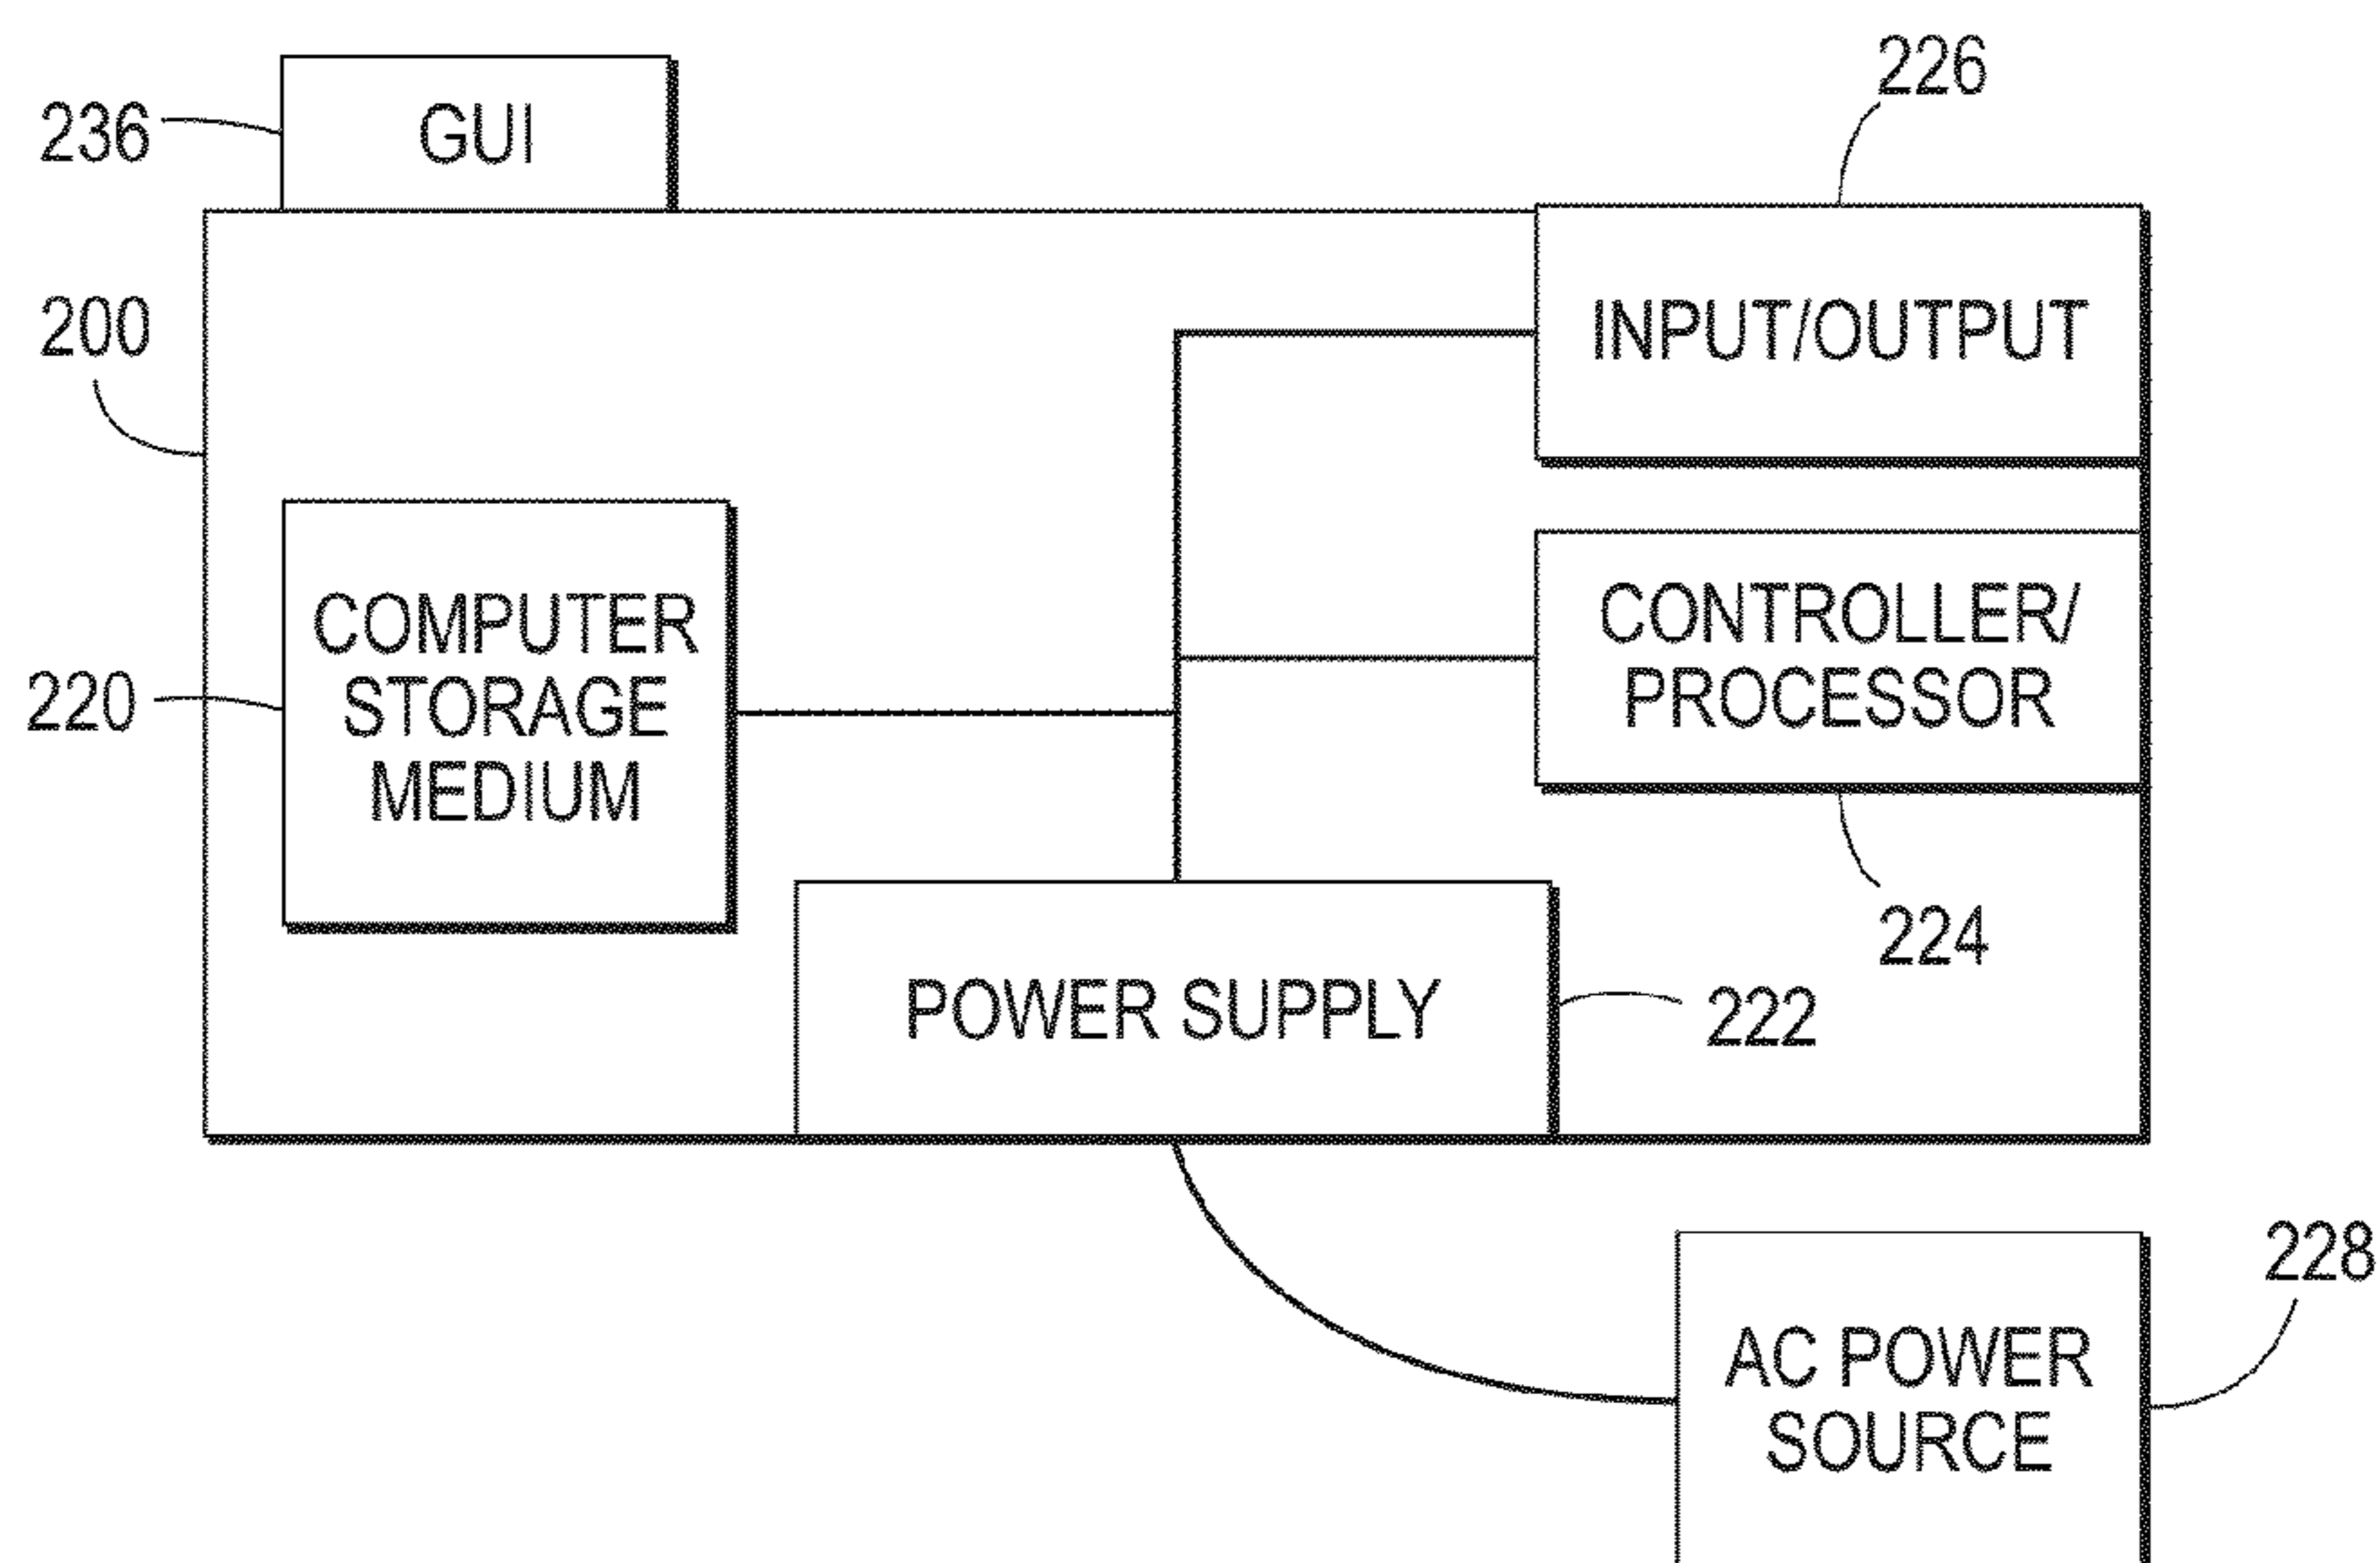 226
236
GUI
200
INPUT/OUTPUT
CONTROLLER/
PROCESSOR
COMPUTER
STORAGE
MEDIUM
220
224
POWER SUPPLY
222
228
AC POWER
SOURCE